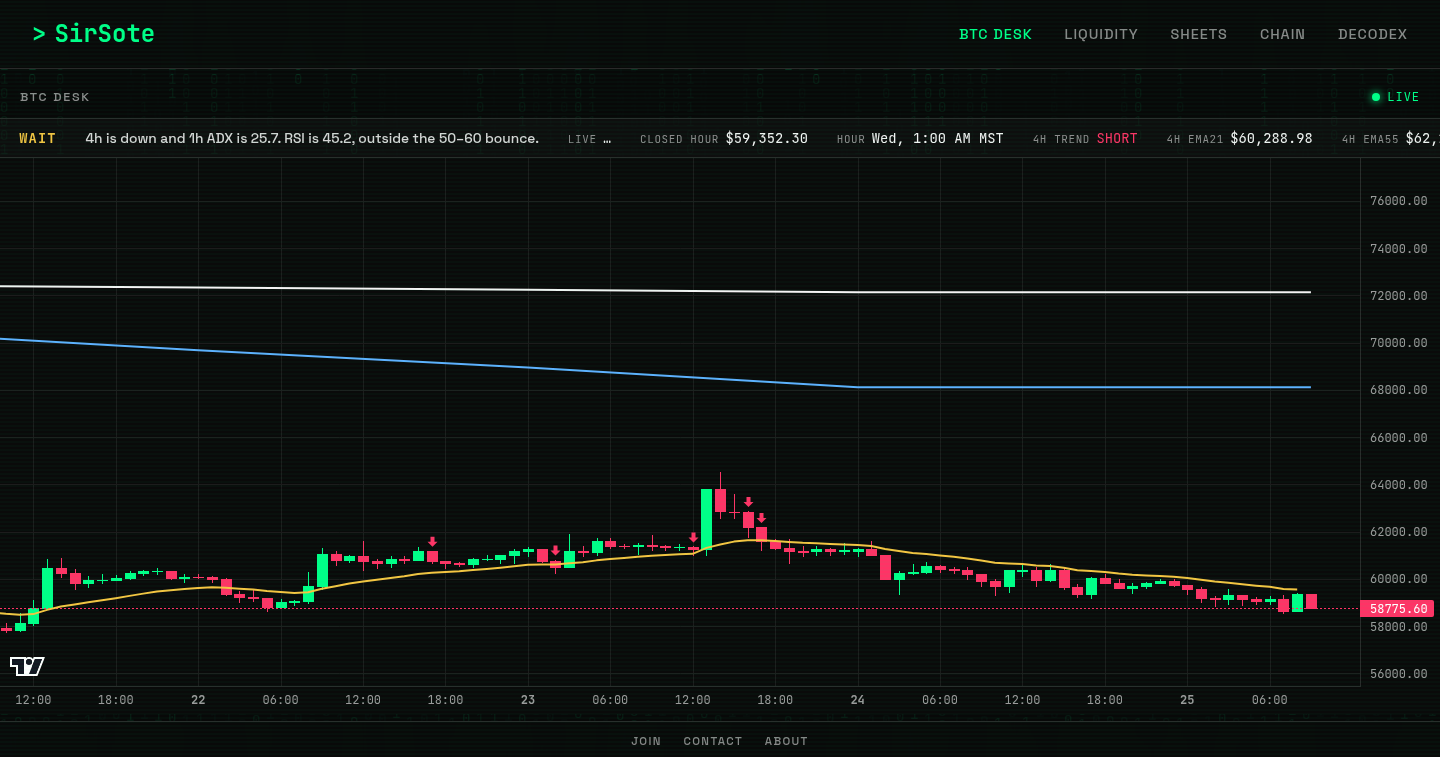 > SirSote
BTC DESK LIQUIDITY SHEETS CHAIN DECODEX
BTC DESK
LIVE
WAIT 4h is down and 1h ADX is 25.7. RSI is 45.2, outside the 50–60 bounce. LIVE … CLOSED HOUR $59,352.30 HOUR Wed, 1:00 AM MST 4H TREND SHORT 4H EMA21 $60,288.98 4H EMA55 $62,
76000.00
74000.00
72000.00
70000.00
68000.00
66000.00
64000.00
62000.00
60000.00
58775.60
58000.00
56000.00
12:00 18:00 22 06:00 12:00 18:00 23 06:00 12:00 18:00 24 06:00 12:00 18:00 25 06:00
JOIN CONTACT ABOUT